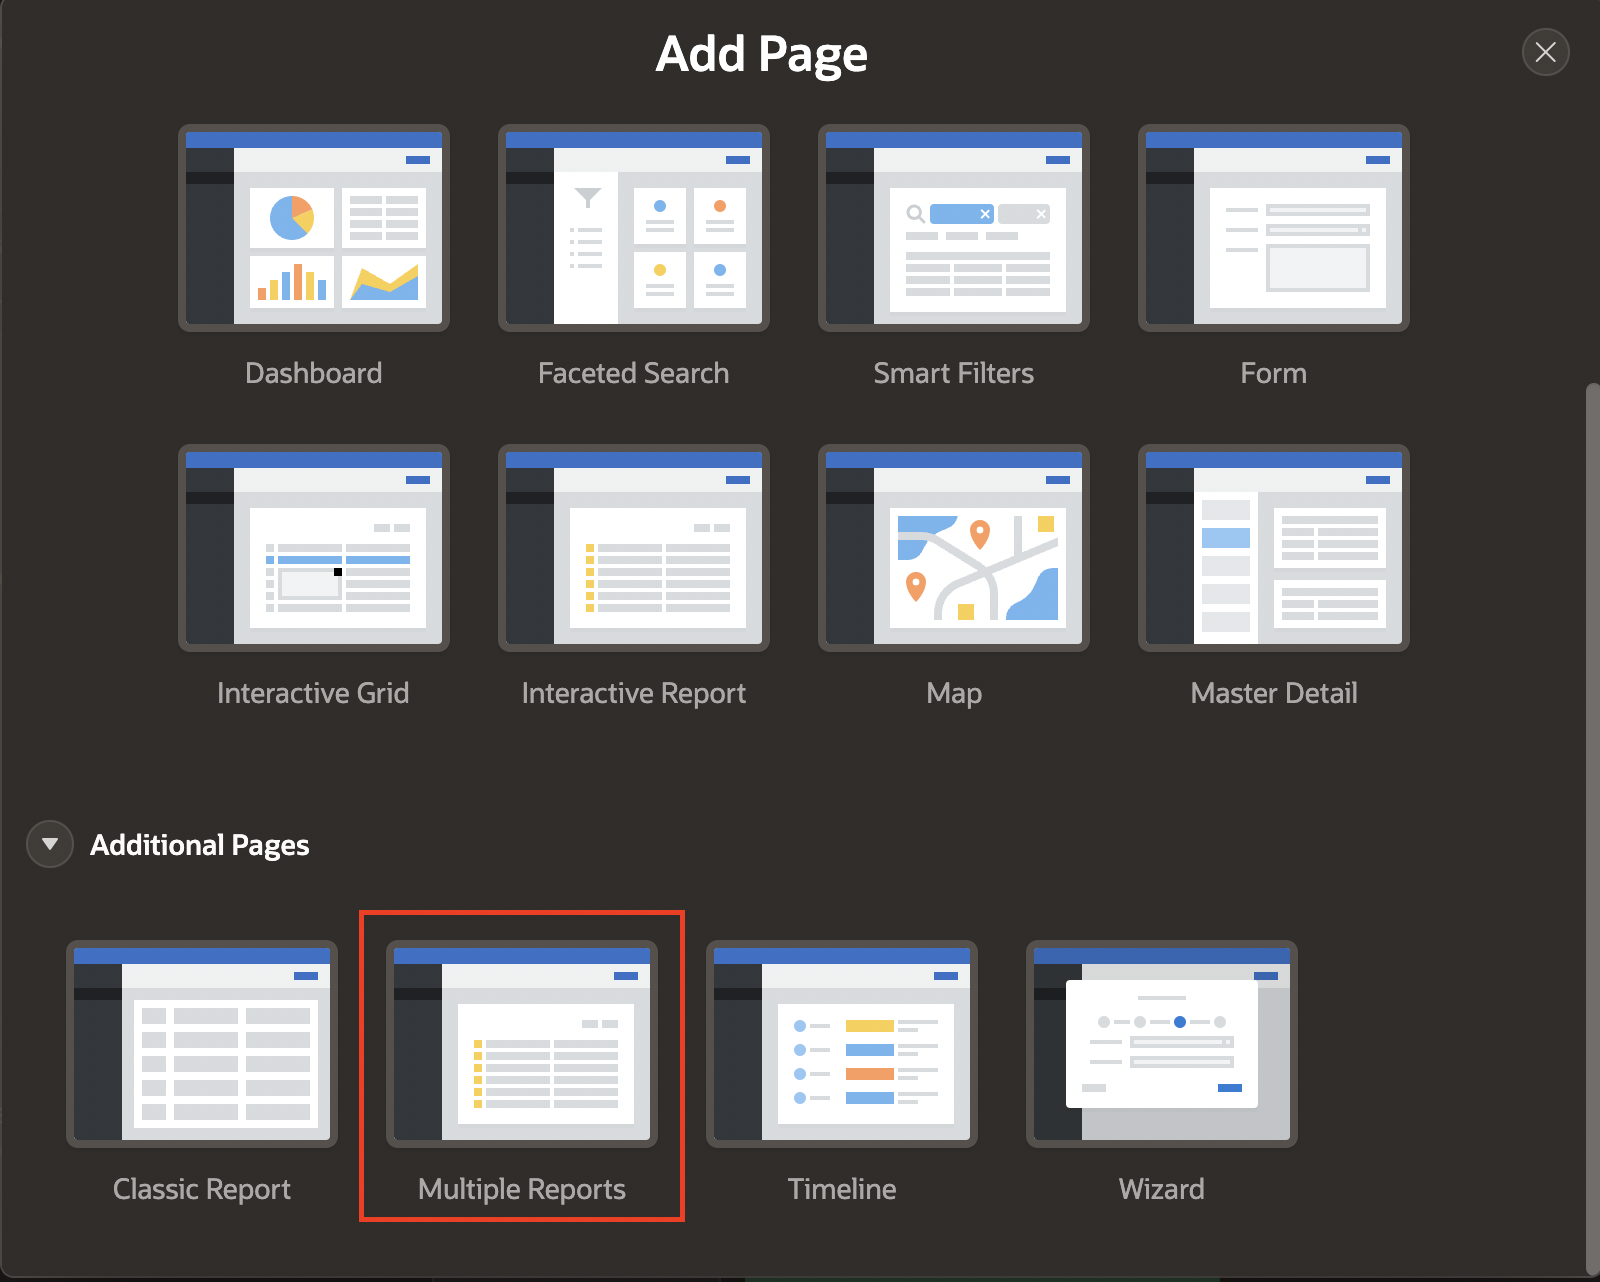 Add Page
Dashboard
Faceted Search
Smart Filters
Form
Interactive Grid
Interactive Report
Map
Master Detail
Additional Pages
Classic Report
Multiple Reports
Timeline
Wizard